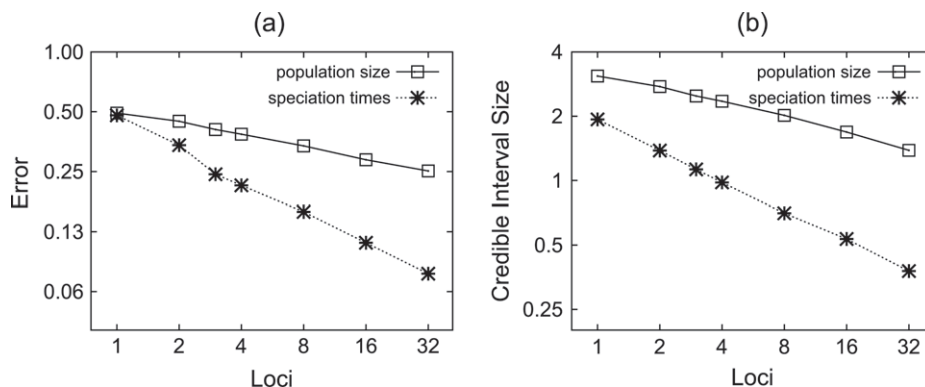 (a)
1.00
0.50
0.25
0.13
0.06
Error
population size
speciation times
1 2 4 8 16 32
Loci
(b)
4
2
1
0.5
0.25
Credible Interval Size
population size
speciation times
1 2 4 8 16 32
Loci